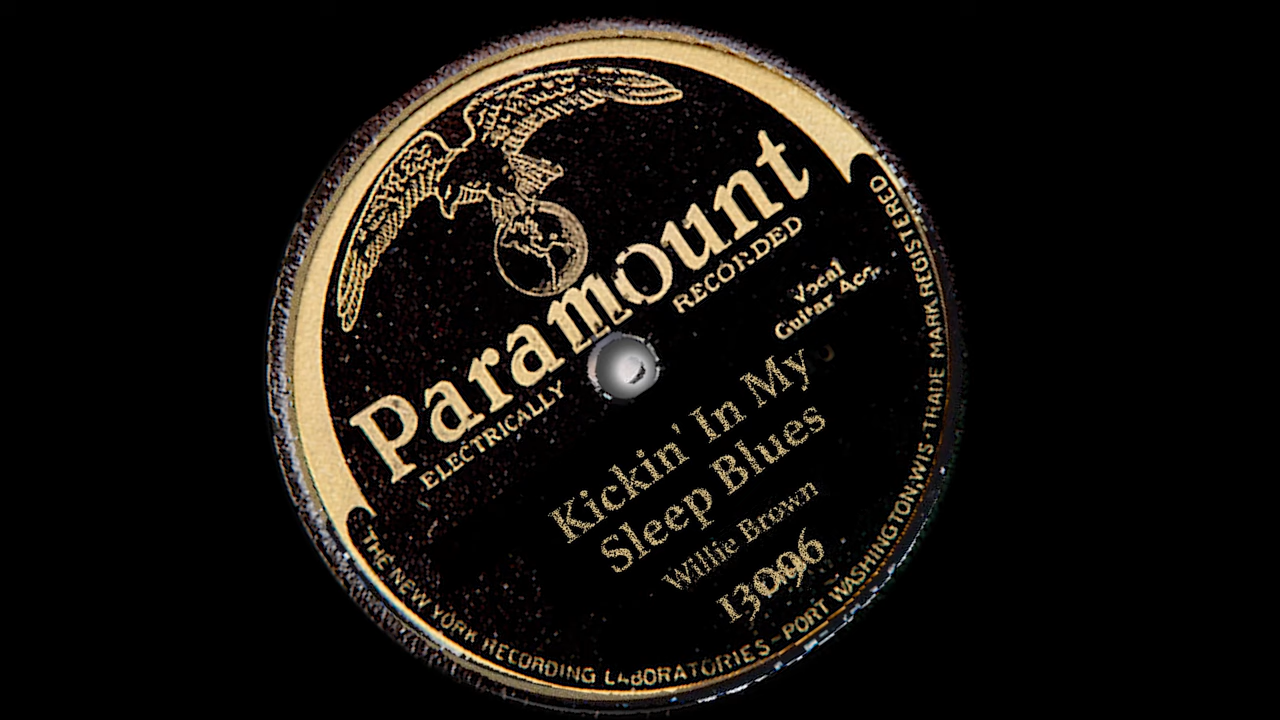 Paramount
ELECTRICALLY RECORDED
Vocal
Guitar Acc.
Kickin' In My
Sleep Blues
Willie Brown
13096
THE NEW YORK RECORDING LABORATORIES - PORT WASHINGTON, WIS - TRADE MARK REGISTERED